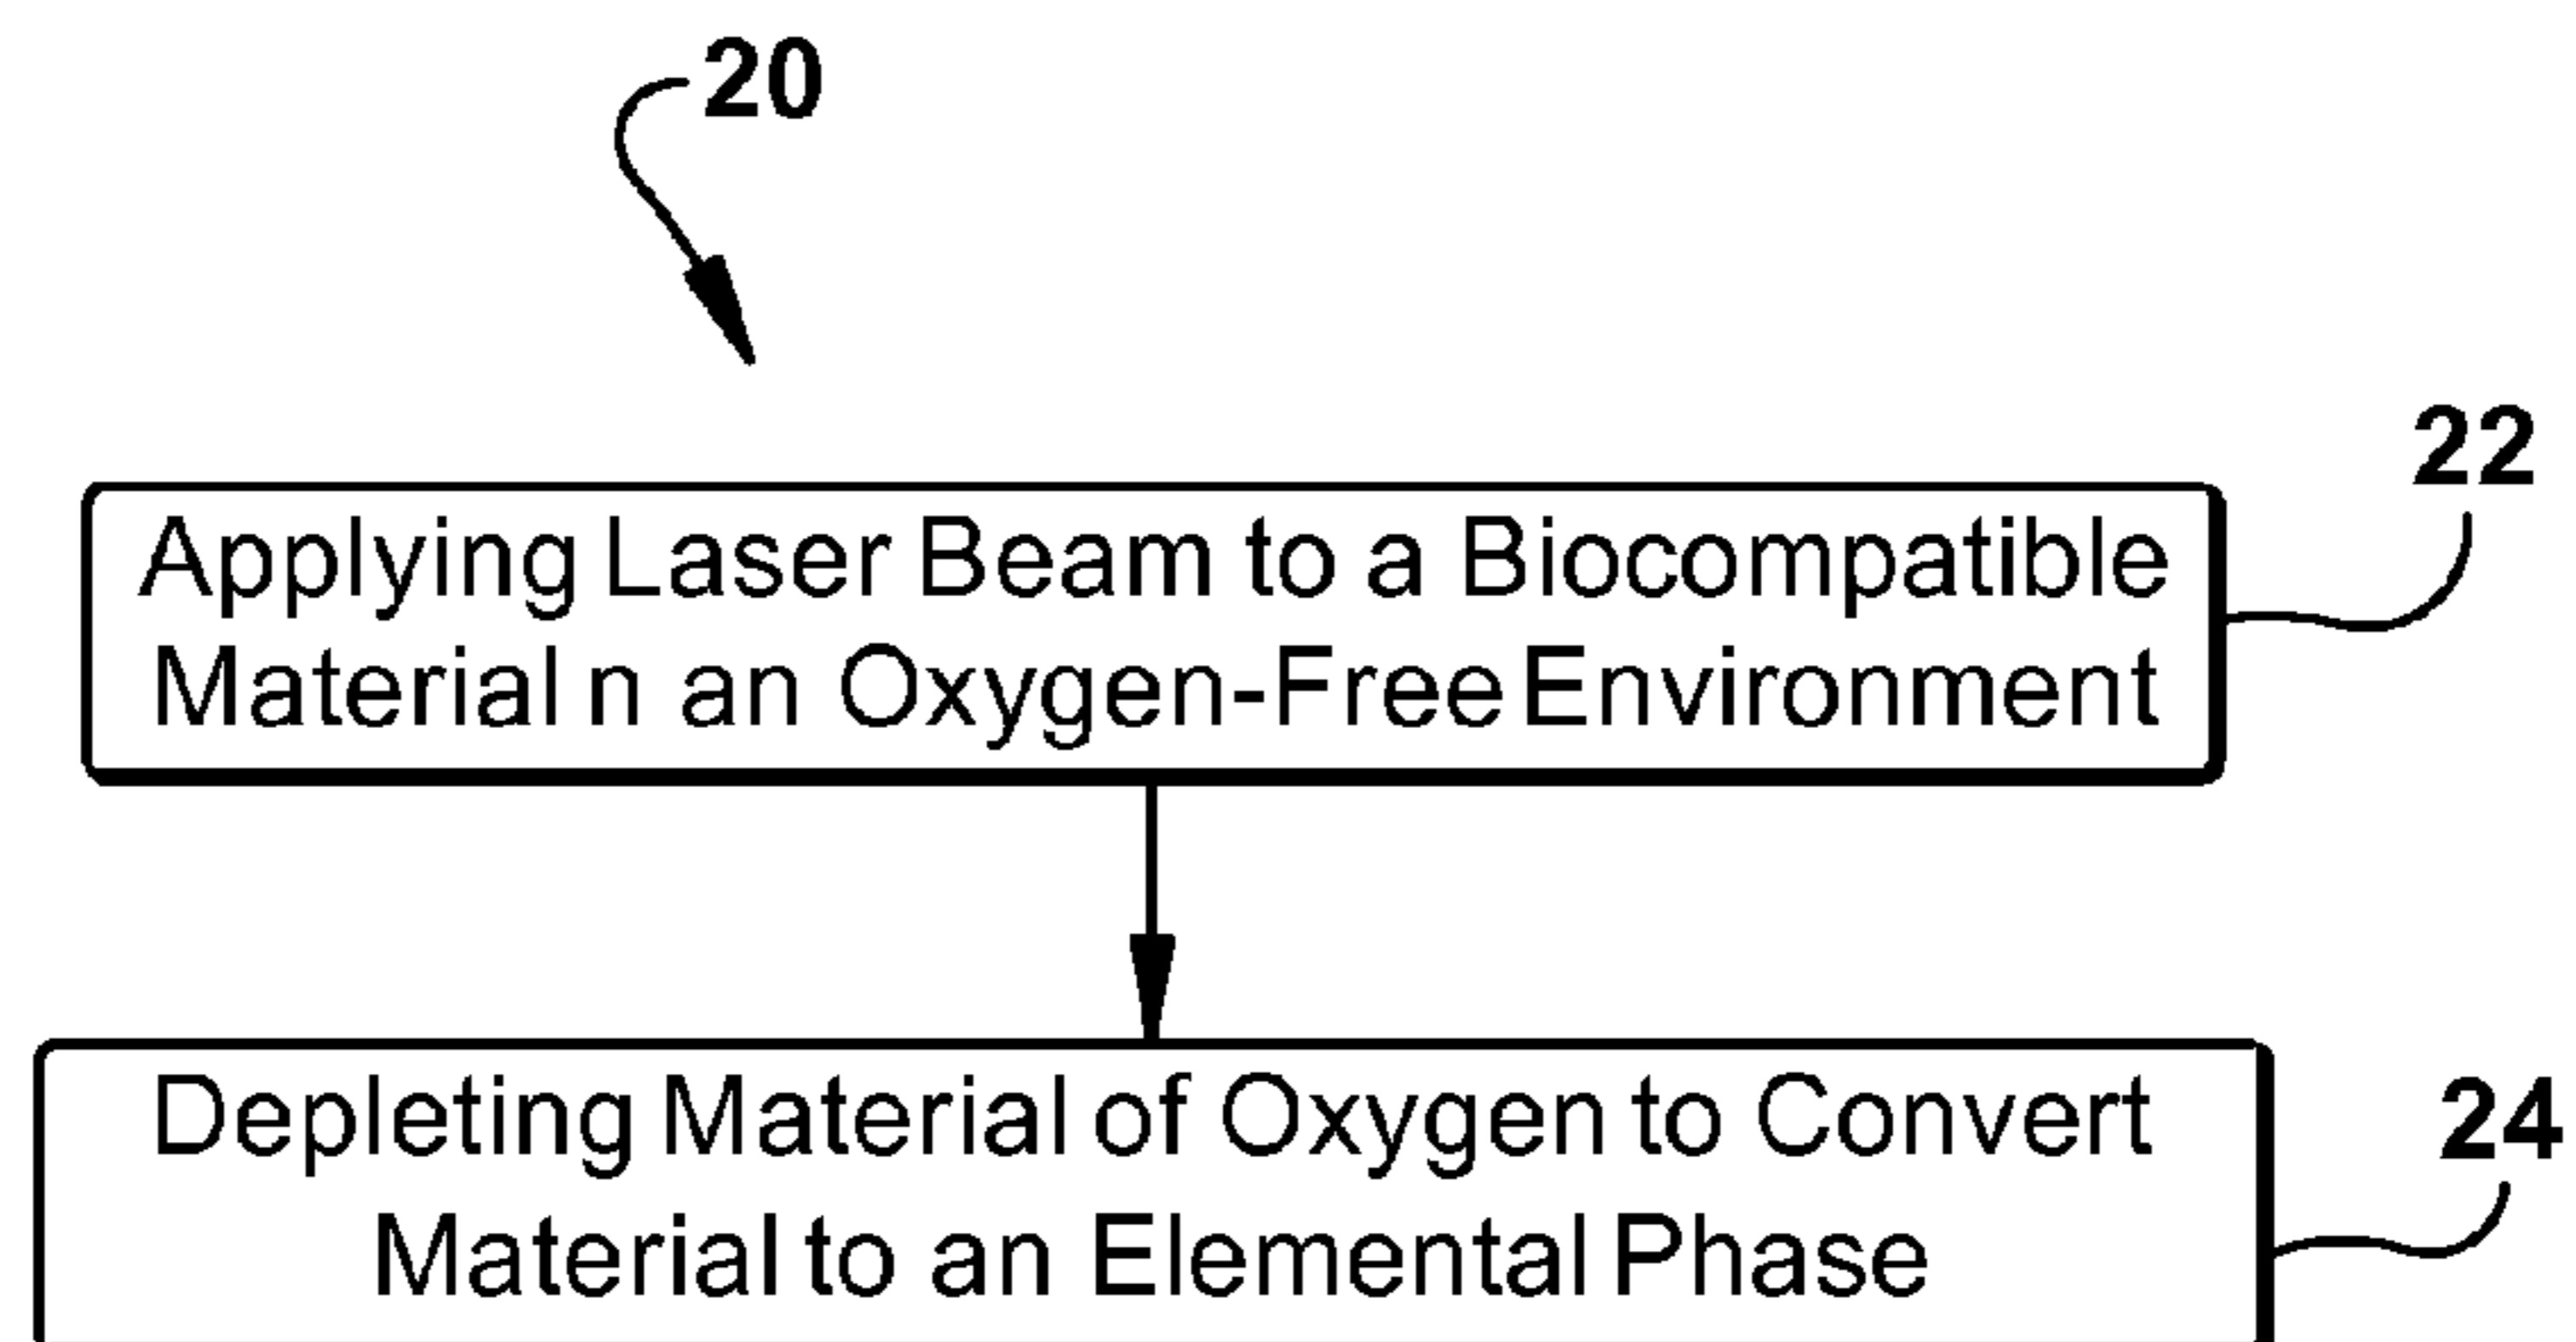 20
22
Applying Laser Beam to a Biocompatible
Material n an Oxygen-Free Environment
24
Depleting Material of Oxygen to Convert
Material to an Elemental Phase